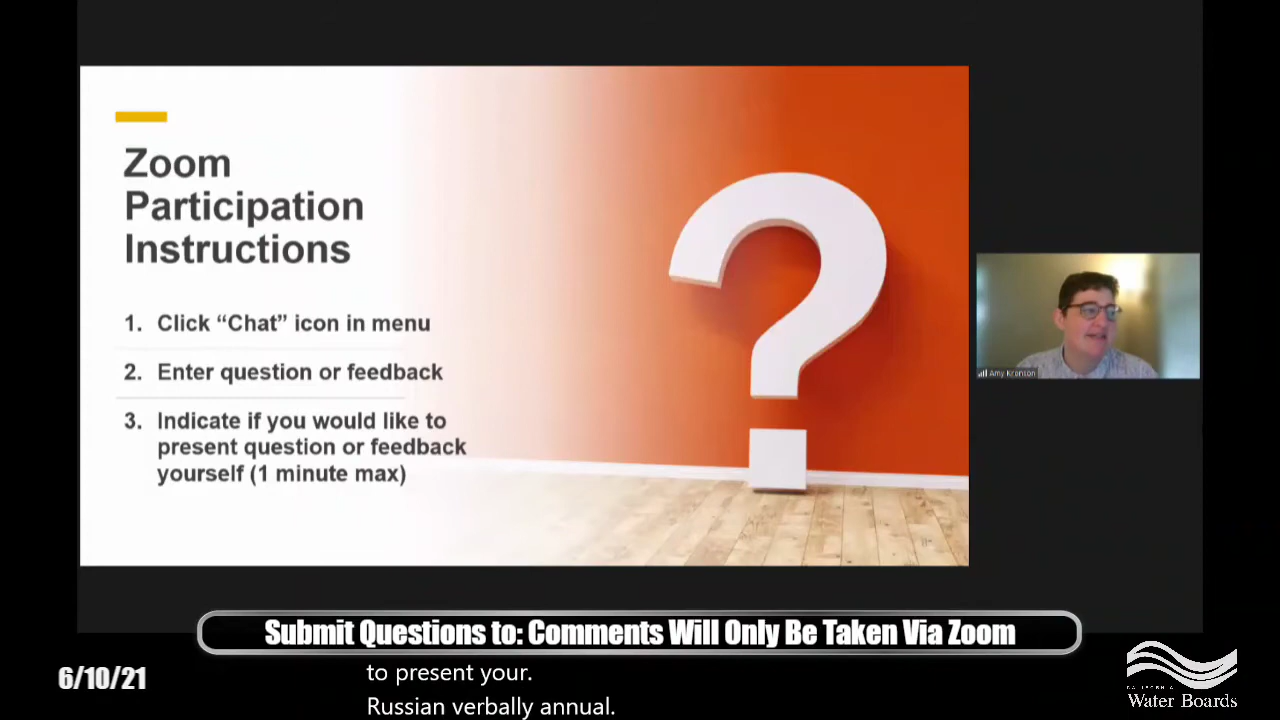 Zoom
Participation
Instructions
1. Click “Chat” icon in menu
2. Enter question or feedback
3. Indicate if you would like to
present question or feedback
yourself (1 minute max)
Amy Kronson
Submit Questions to: Comments Will Only Be Taken Via Zoom
to present your.
Russian verbally annual.
6/10/21
CALIFORNIA
Water Boards